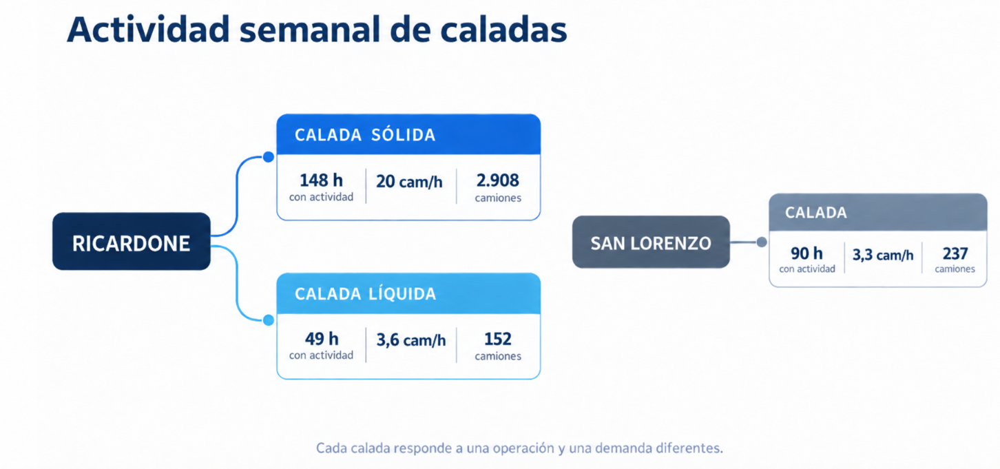 Actividad semanal de caladas
RICARDONE
CALADA SÓLIDA
148 h
con actividad
20 cam/h
2.908
camiones
CALADA LÍQUIDA
49 h
con actividad
3,6 cam/h
152
camiones
SAN LORENZO
CALADA
90 h
con actividad
3,3 cam/h
237
camiones
Cada calada responde a una operación y una demanda diferentes.